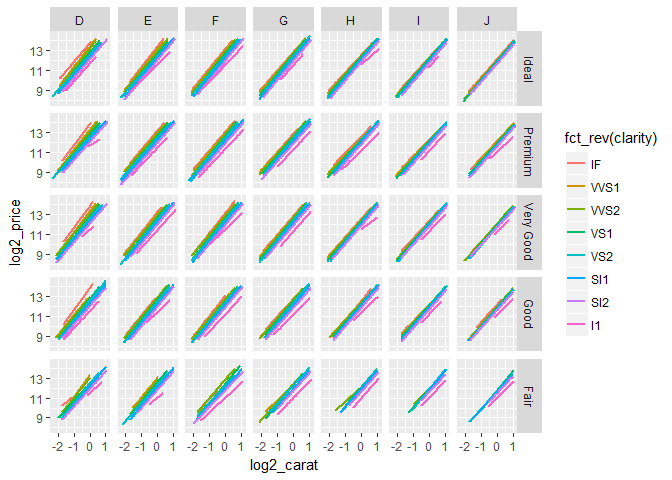 D E F G H I J
13
11
9
Ideal
13
11
9
Premium
log2_price
13
11
9
Very Good
13
11
9
Good
13
11
9
Fair
-2 -1 0 1 -2 -1 0 1 -2 -1 0 1 -2 -1 0 1 -2 -1 0 1 -2 -1 0 1 -2 -1 0 1
log2_carat
fct_rev(clarity)
IF
VVS1
VVS2
VS1
VS2
SI1
SI2
I1